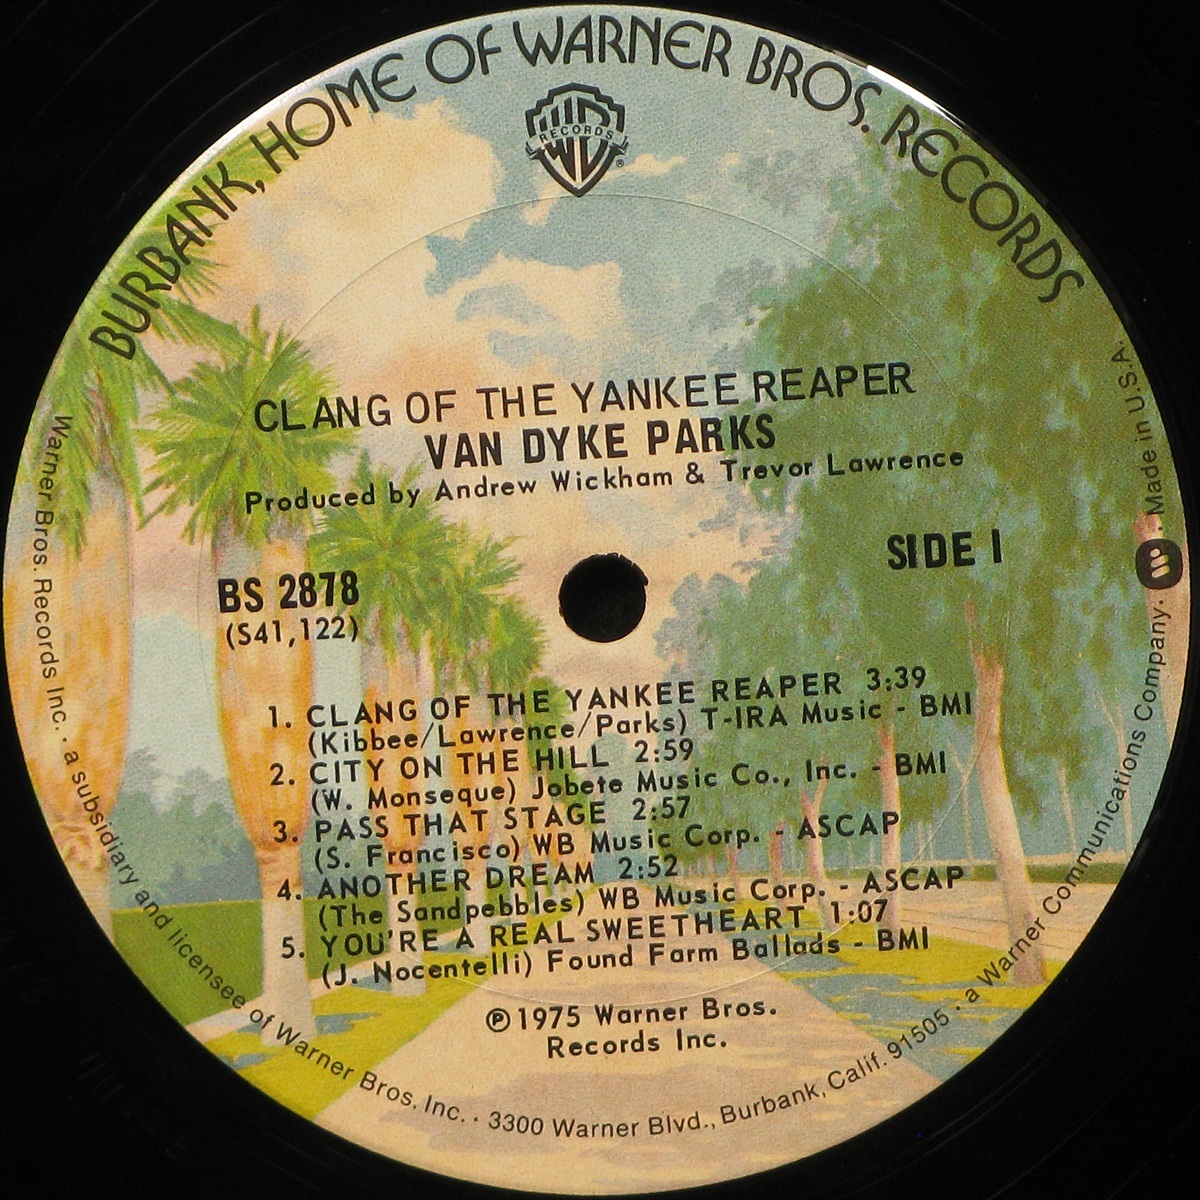 BURBANK, HOME OF WARNER BROS. RECORDS
WB
RECORDS
®
CLANG OF THE YANKEE REAPER
VAN DYKE PARKS
Produced by Andrew Wickham & Trevor Lawrence
SIDE 1
BS 2878
(S41,122)
1. CLANG OF THE YANKEE REAPER 3:39
(Kibbee/Lawrence/Parks) T-IRA Music - BMI
2. CITY ON THE HILL 2:59
(W. Monseque) Jobete Music Co., Inc. - BMI
3. PASS THAT STAGE 2:57
(S. Francisco) WB Music Corp. - ASCAP
4. ANOTHER DREAM 2:52
(The Sandpebbles) WB Music Corp. - ASCAP
5. YOU'RE A REAL SWEETHEART 1:07
(J. Nocentelli) Found Farm Ballads - BMI
℗1975 Warner Bros.
Records Inc.
Warner Bros. Records Inc. · a subsidiary and licensee of Warner Bros. Inc. · 3300 Warner Blvd., Burbank, Calif. 91505 · a Warner Communications Company. · Made in U.S.A.